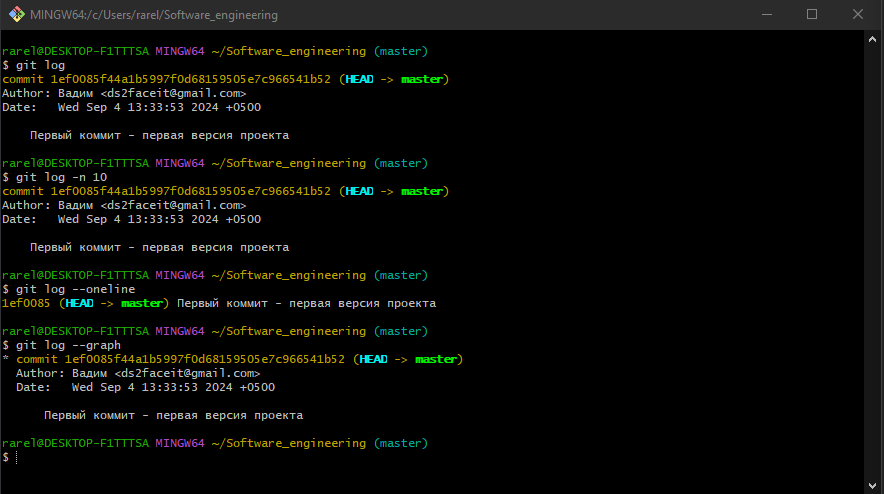 MINGW64:/c/Users/rarel/Software_engineering
rarel@DESKTOP-F1TTTSA MINGW64 ~/Software_engineering (master)
$ git log
commit 1ef0085f44a1b5997f0d68159505e7c966541b52 (HEAD -> master)
Author: Вадим <ds2faceit@gmail.com>
Date:   Wed Sep 4 13:33:53 2024 +0500
Первый коммит - первая версия проекта
rarel@DESKTOP-F1TTTSA MINGW64 ~/Software_engineering (master)
$ git log -n 10
commit 1ef0085f44a1b5997f0d68159505e7c966541b52 (HEAD -> master)
Author: Вадим <ds2faceit@gmail.com>
Date:   Wed Sep 4 13:33:53 2024 +0500
Первый коммит - первая версия проекта
rarel@DESKTOP-F1TTTSA MINGW64 ~/Software_engineering (master)
$ git log --oneline
1ef0085 (HEAD -> master) Первый коммит - первая версия проекта
rarel@DESKTOP-F1TTTSA MINGW64 ~/Software_engineering (master)
$ git log --graph
* commit 1ef0085f44a1b5997f0d68159505e7c966541b52 (HEAD -> master)
Author: Вадим <ds2faceit@gmail.com>
Date:   Wed Sep 4 13:33:53 2024 +0500
Первый коммит - первая версия проекта
rarel@DESKTOP-F1TTTSA MINGW64 ~/Software_engineering (master)
$